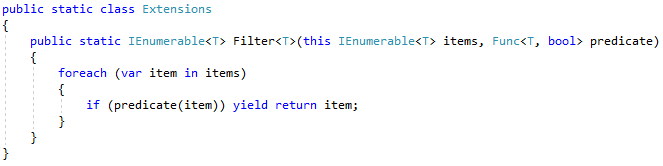 public static class Extensions
{
    public static IEnumerable<T> Filter<T>(this IEnumerable<T> items, Func<T, bool> predicate)
    {
        foreach (var item in items)
        {
            if (predicate(item)) yield return item;
        }
    }
}